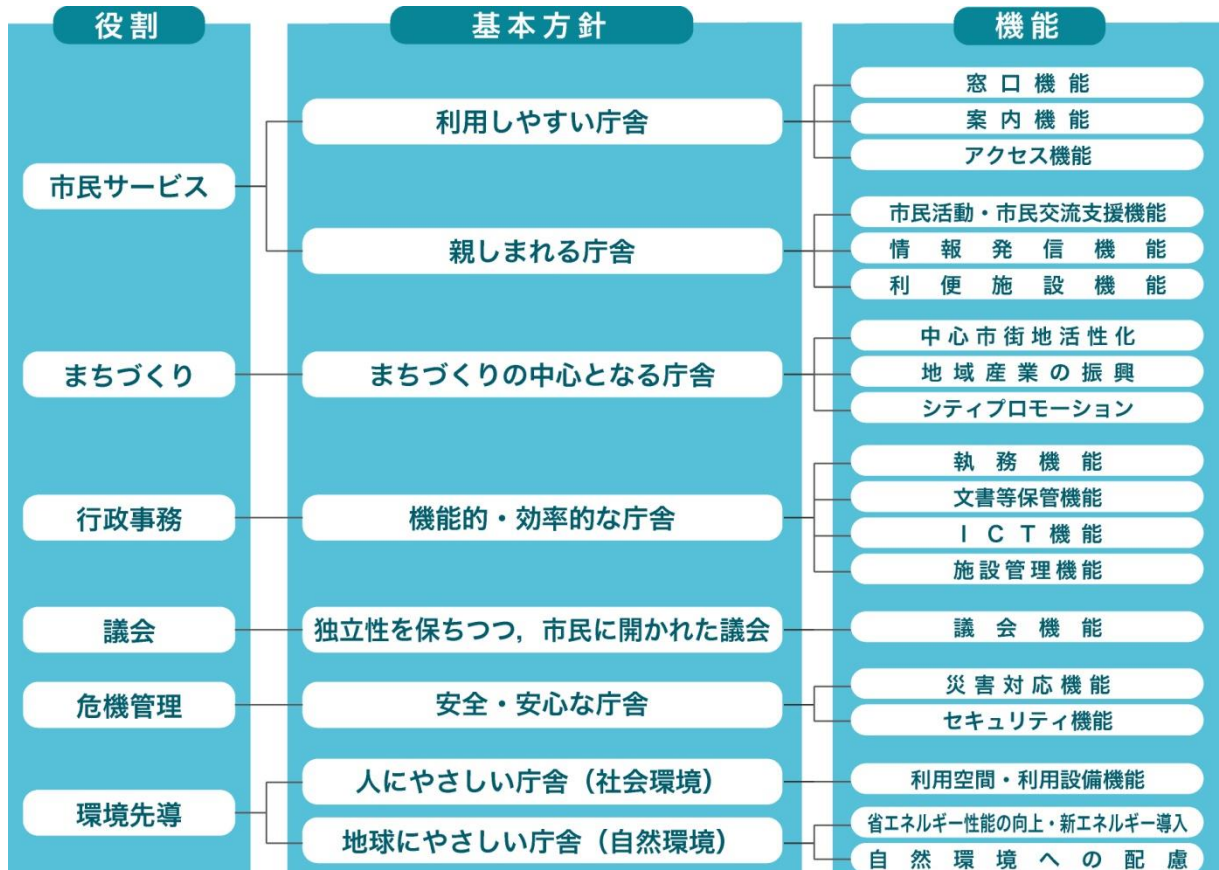 役割
基本方針
機能
市民サービス
利用しやすい庁舎
窓口機能
案内機能
アクセス機能
親しまれる庁舎
市民活動・市民交流支援機能
情報発信機能
利便施設機能
まちづくり
まちづくりの中心となる庁舎
中心市街地活性化
地域産業の振興
シティプロモーション
行政事務
機能的・効率的な庁舎
執務機能
文書等保管機能
ICT機能
施設管理機能
議会
独立性を保ちつつ，市民に開かれた議会
議会機能
危機管理
安全・安心な庁舎
災害対応機能
セキュリティ機能
環境先導
人にやさしい庁舎（社会環境）
利用空間・利用設備機能
地球にやさしい庁舎（自然環境）
省エネルギー性能の向上・新エネルギー導入
自然環境への配慮